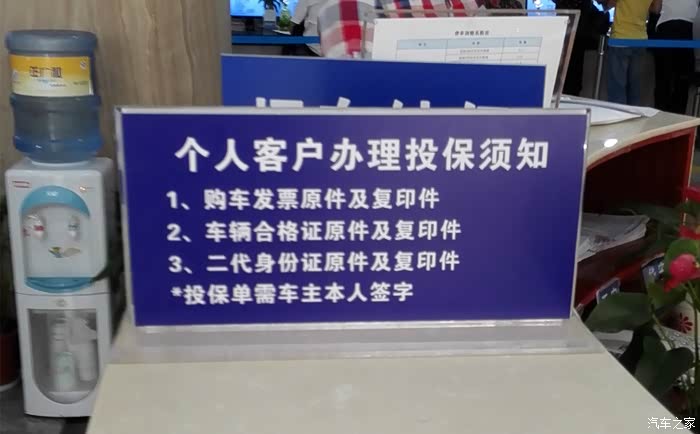 个人客户办理投保须知
1、购车发票原件及复印件
2、车辆合格证原件及复印件
3、二代身份证原件及复印件
*投保单需车主本人签字
汽车之家